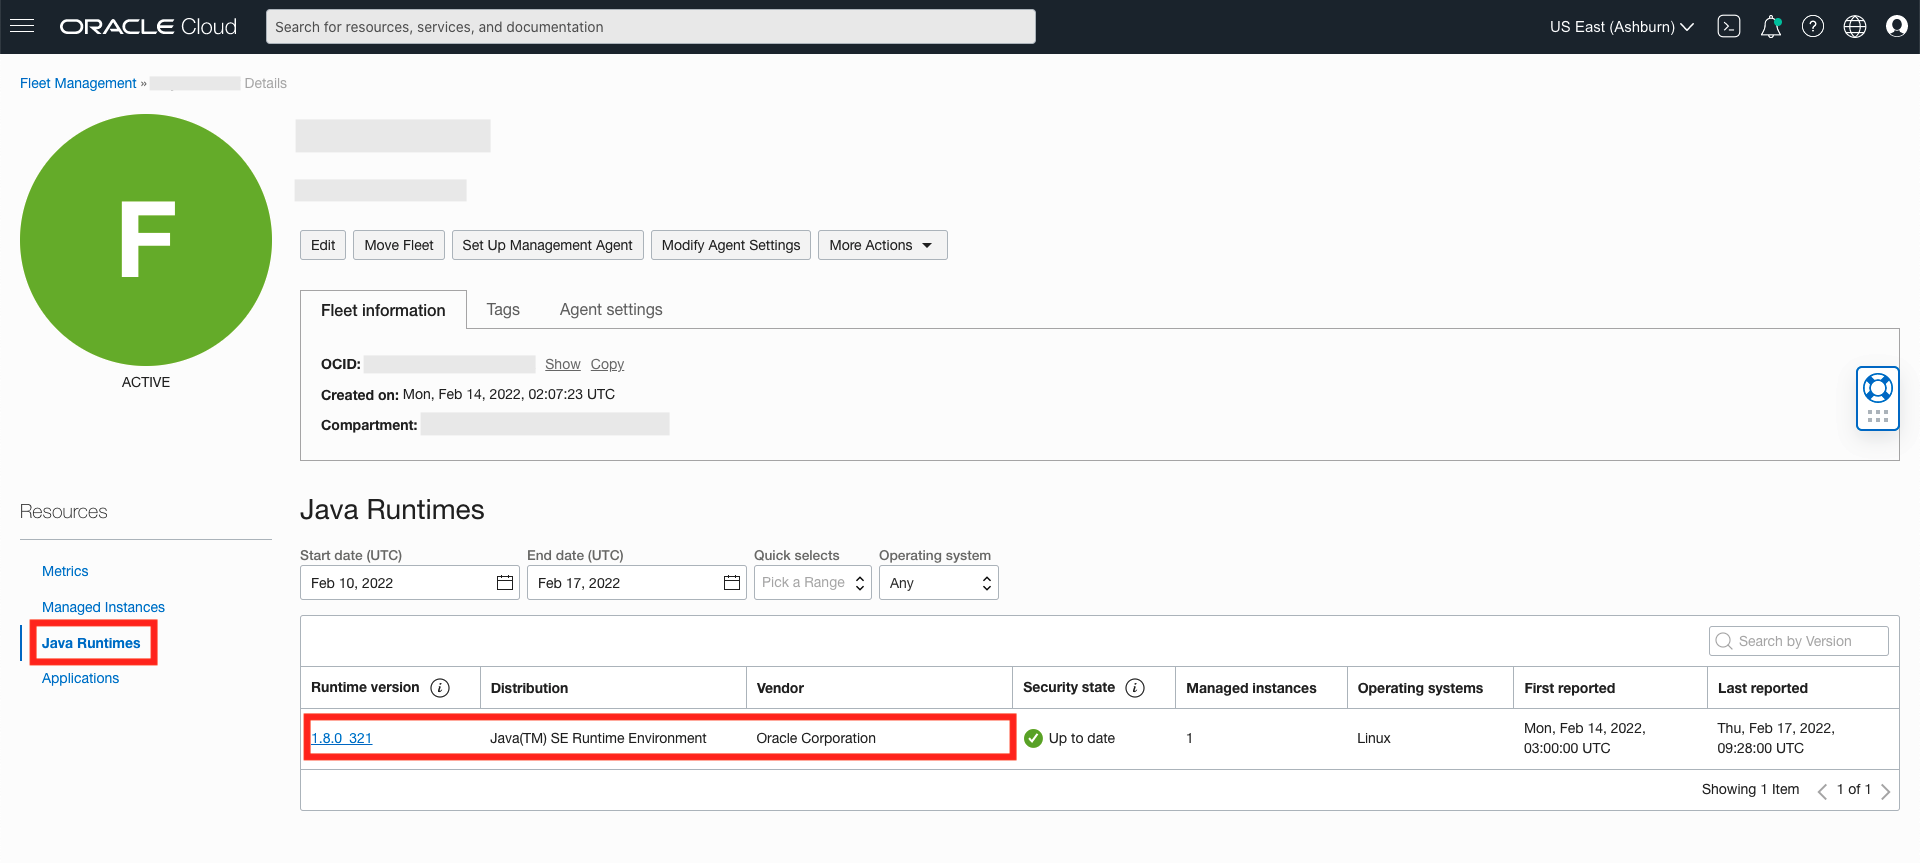 ORACLE Cloud
Search for resources, services, and documentation
US East (Ashburn)
Fleet Management » Details
F
ACTIVE
Edit
Move Fleet
Set Up Management Agent
Modify Agent Settings
More Actions
Fleet information
Tags
Agent settings
OCID: Show Copy
Created on: Mon, Feb 14, 2022, 02:07:23 UTC
Compartment:
Resources
Metrics
Managed Instances
Java Runtimes
Applications
Java Runtimes
Start date (UTC) End date (UTC) Quick selects Operating system
Feb 10, 2022 Feb 17, 2022 Pick a Range Any
Search by Version
Runtime version i Distribution Vendor Security state i Managed instances Operating systems First reported Last reported
1.8.0_321 Java(TM) SE Runtime Environment Oracle Corporation Up to date 1 Linux Mon, Feb 14, 2022, Thu, Feb 17, 2022,
03:00:00 UTC 09:28:00 UTC
Showing 1 Item 1 of 1